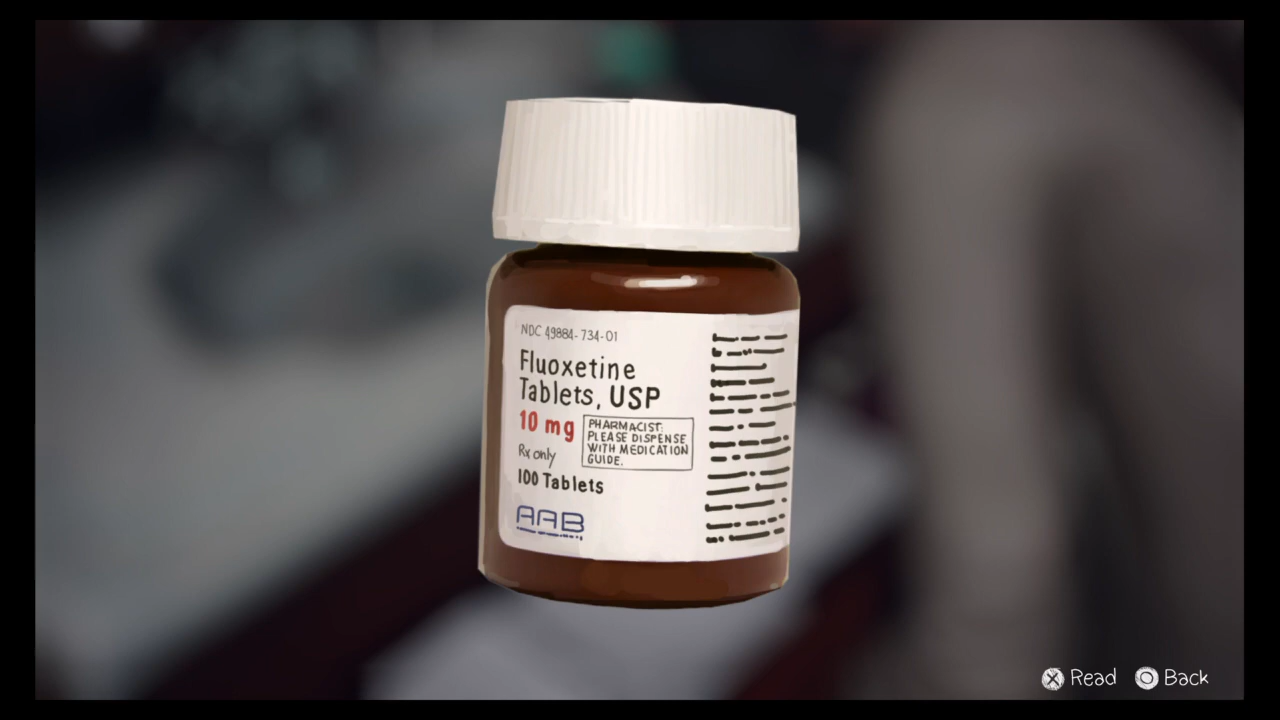 NDC 49884-734-01
Fluoxetine
Tablets, USP
10 mg
PHARMACIST:
PLEASE DISPENSE
WITH MEDICATION
GUIDE.
Rx only
100 Tablets
AAB
Read
Back